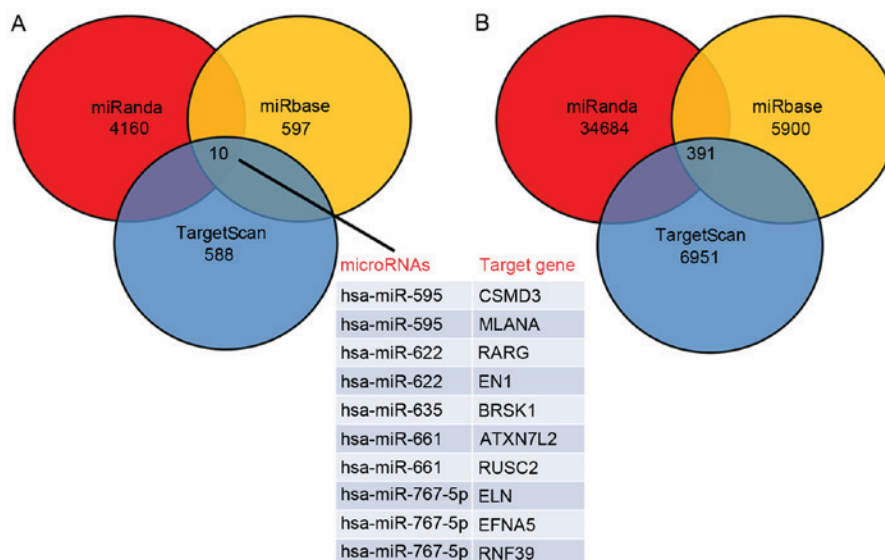 A
miRanda
4160
miRbase
597
10
TargetScan
588
B
miRanda
34684
miRbase
5900
391
TargetScan
6951
microRNAs Target gene
hsa-miR-595 CSMD3
hsa-miR-595 MLANA
hsa-miR-622 RARG
hsa-miR-622 EN1
hsa-miR-635 BRSK1
hsa-miR-661 ATXN7L2
hsa-miR-661 RUSC2
hsa-miR-767-5p ELN
hsa-miR-767-5p EFNA5
hsa-miR-767-5p RNF39